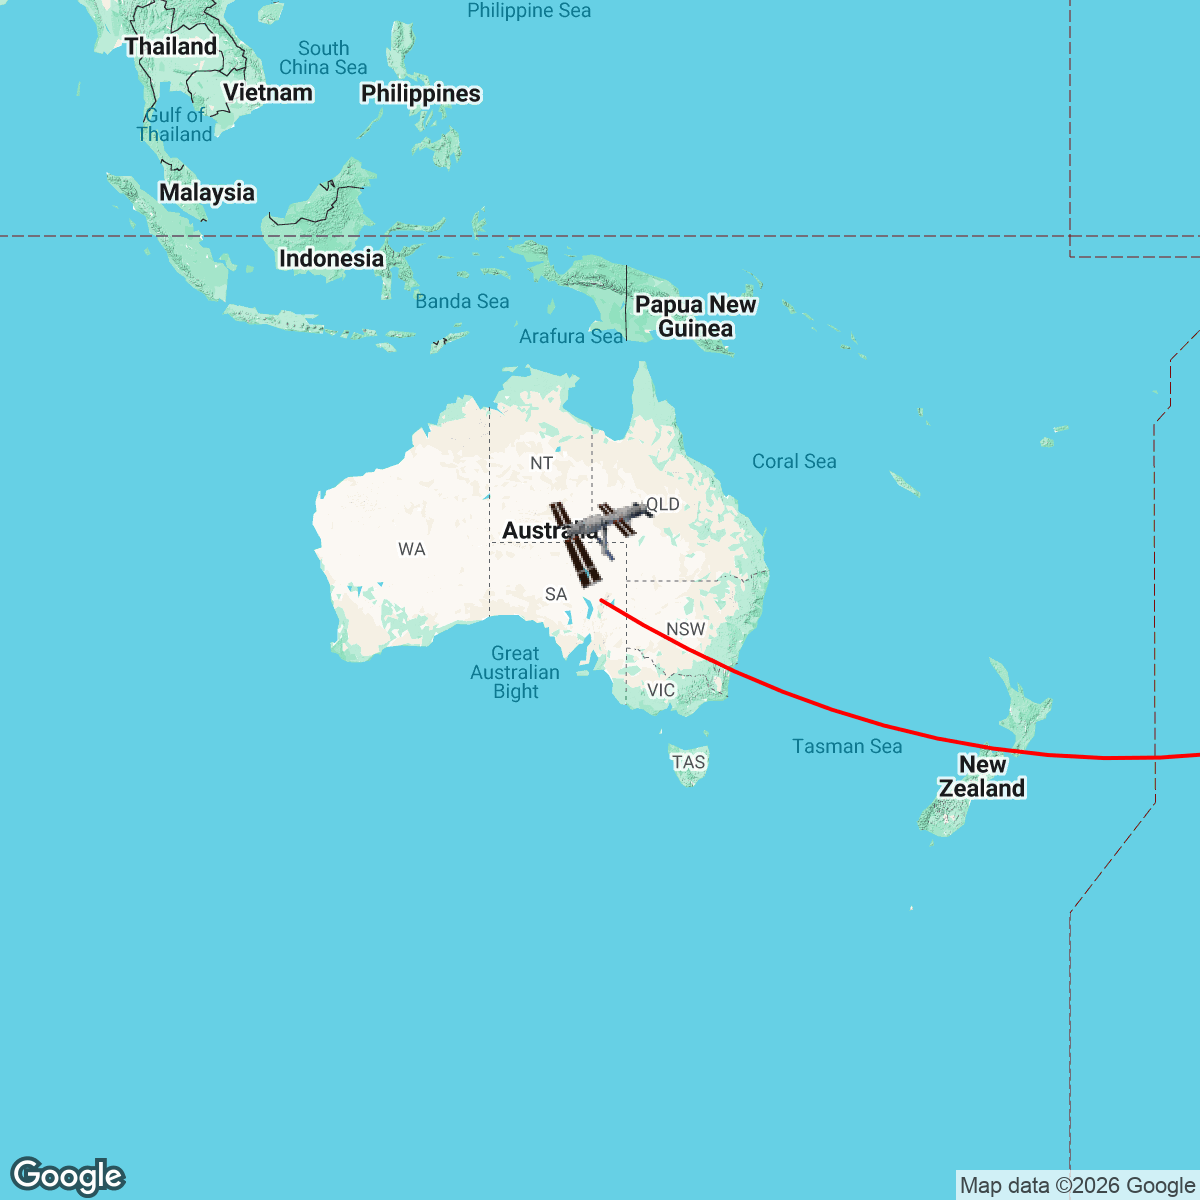 Philippine Sea
Thailand
South
China Sea
Vietnam
Philippines
Gulf of
Thailand
Malaysia
Indonesia
Banda Sea
Papua New
Guinea
Arafura Sea
Coral Sea
NT
QLD
Australia
WA
SA
NSW
Great
Australian
Bight
VIC
Tasman Sea
TAS
New
Zealand
Google
Map data ©2026 Google